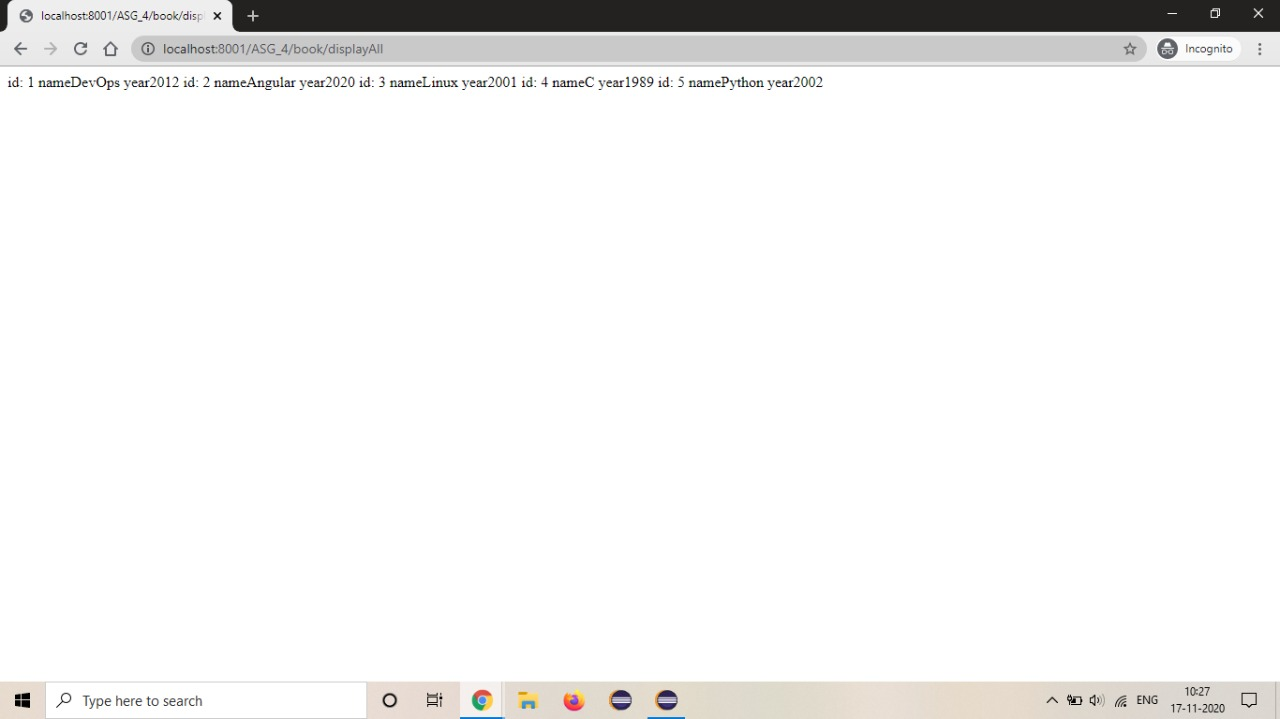 localhost:8001/ASG_4/book/disp
localhost:8001/ASG_4/book/displayAll
Incognito
id: 1 nameDevOps year2012 id: 2 nameAngular year2020 id: 3 nameLinux year2001 id: 4 nameC year1989 id: 5 namePython year2002
Type here to search
ENG
10:27
17-11-2020